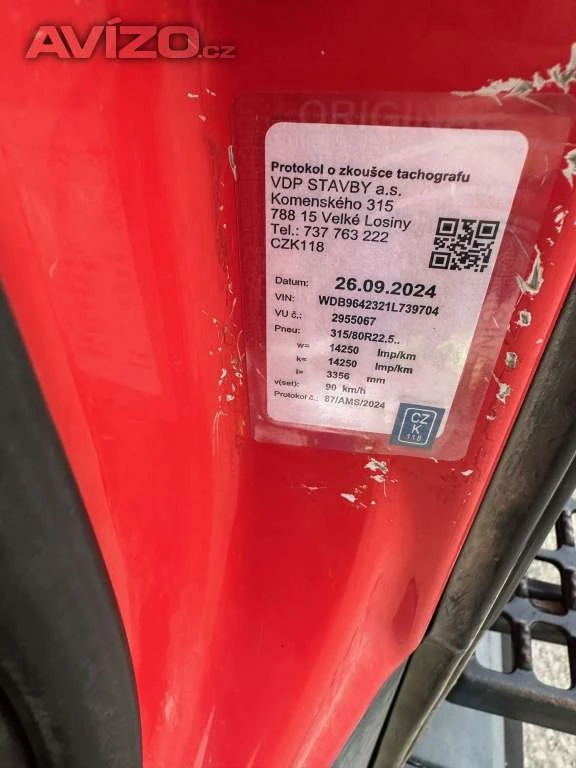 AVÍZO.cz
ORIGIN
Protokol o zkoušce tachografu
VDP STAVBY a.s.
Komenského 315
788 15 Velké Losiny
Tel.: 737 763 222
CZK118
Datum: 26.09.2024
VIN: WDB9642321L739704
VU č.: 2955067
Pneu: 315/80R22.5..
w= 14250 Imp/km
k= 14250 Imp/km
l= 3356 mm
v(set): 90 km/h
Protokol č.: 87/AMS/2024
CZ
K
118